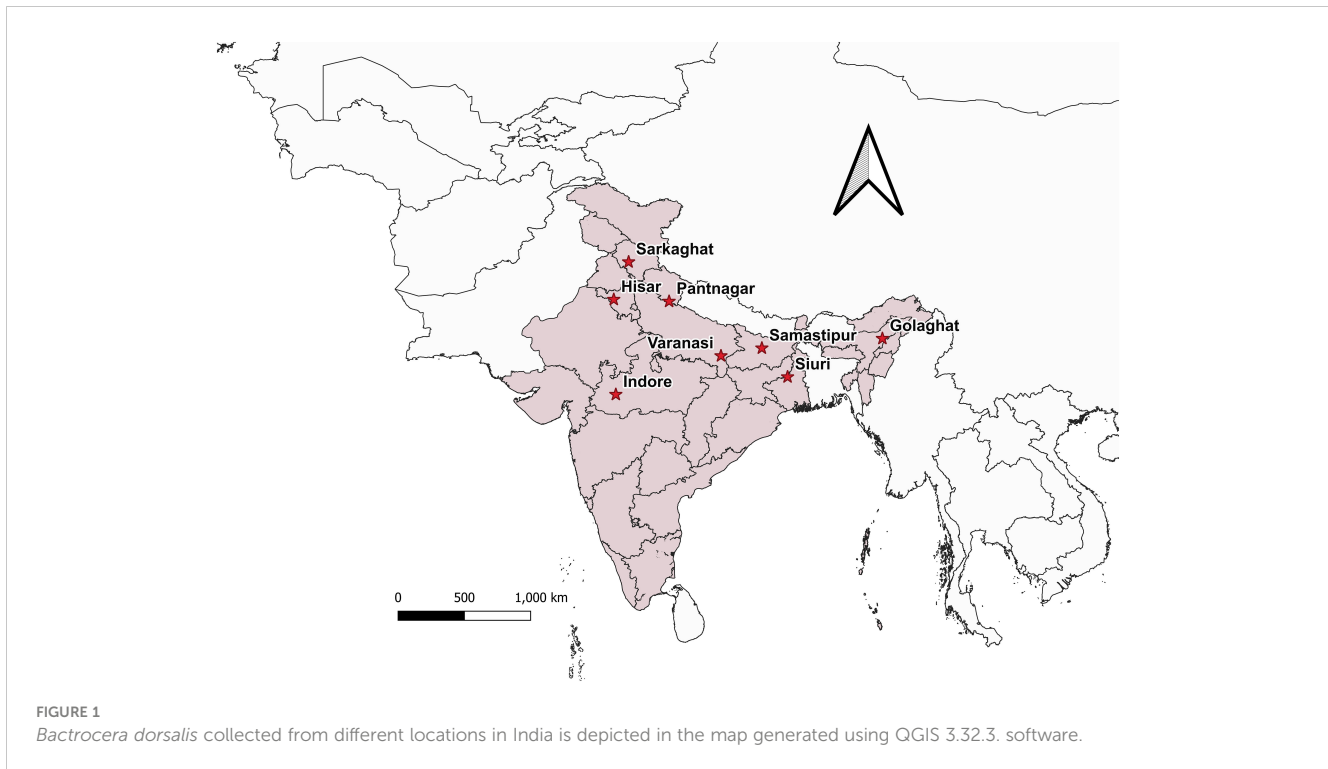 Sarkaghat
Hisar
Pantnagar
Golaghat
Samastipur
Varanasi
Siuri
Indore
0 500 1,000 km
FIGURE 1
Bactrocera dorsalis collected from different locations in India is depicted in the map generated using QGIS 3.32.3. software.